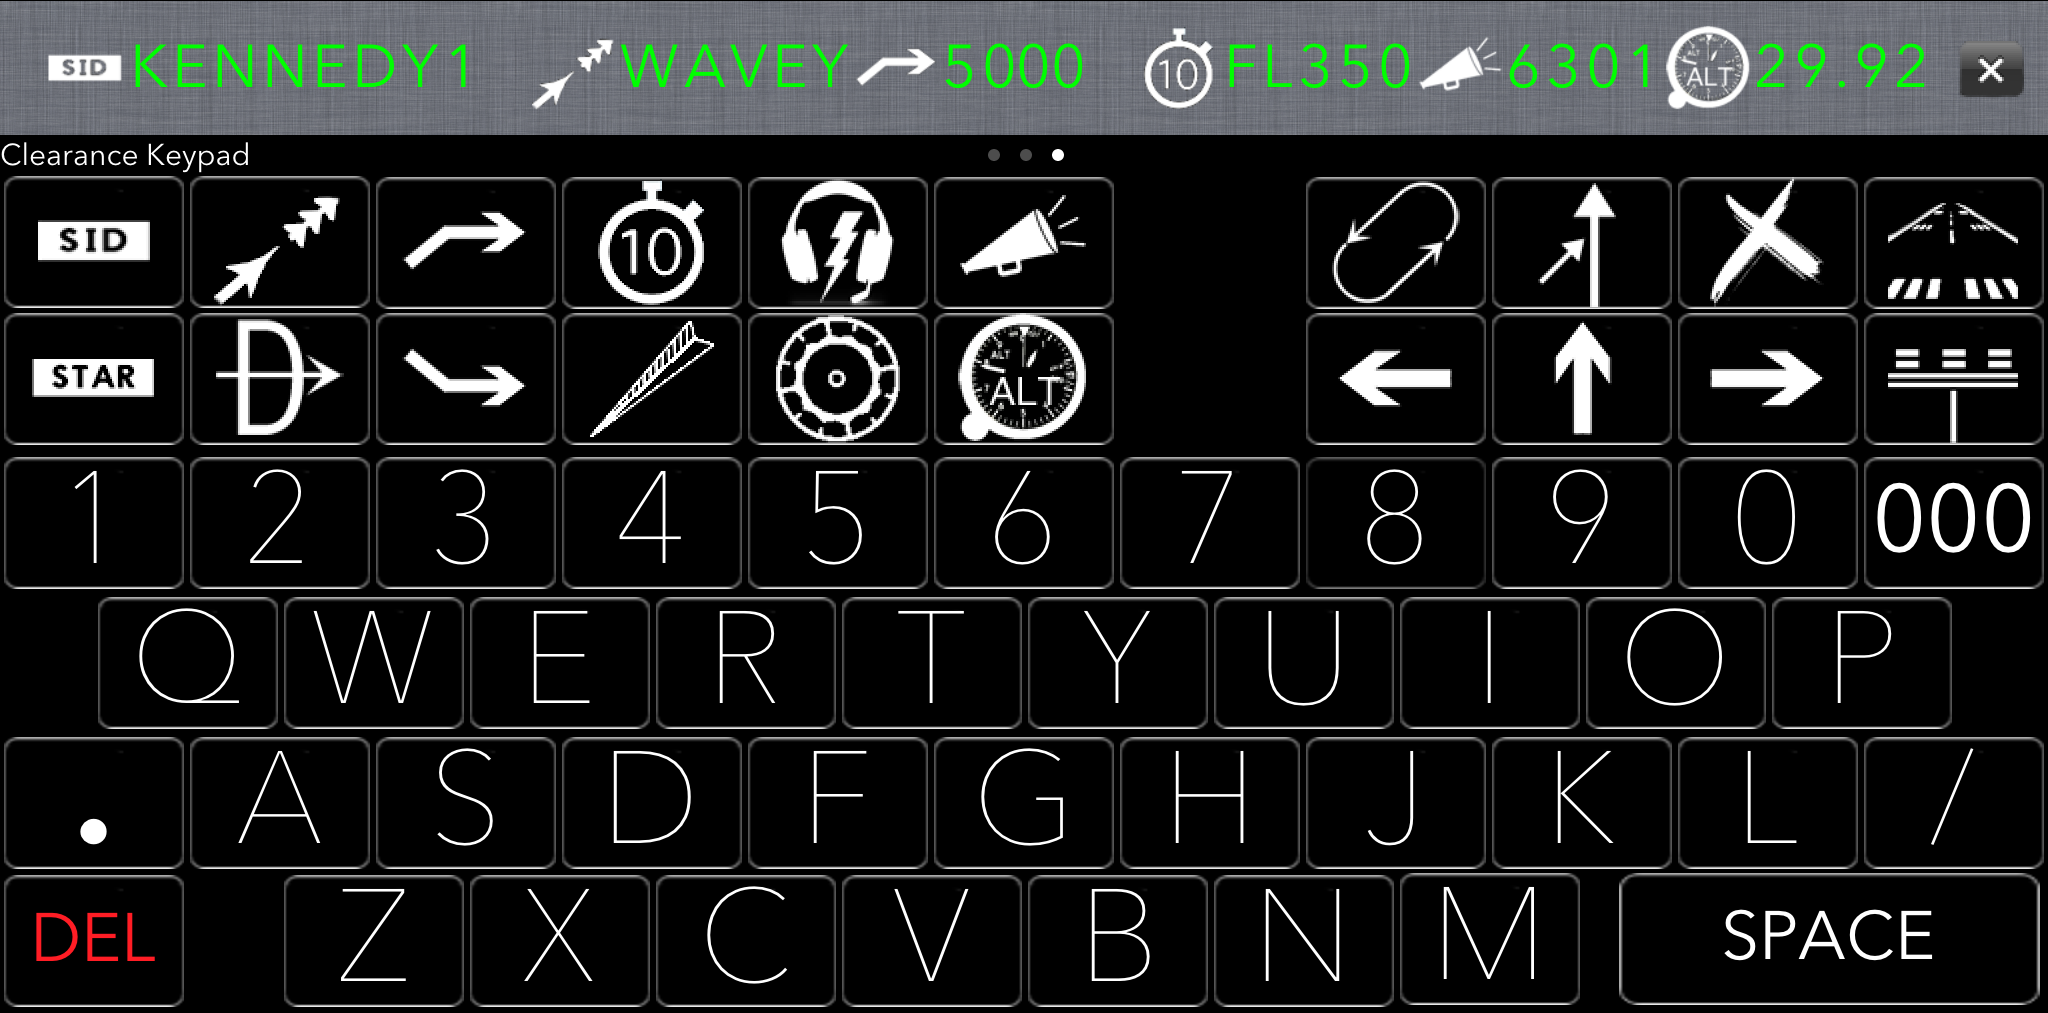 SID KENNEDY1 WAVEY 5000 10 FL350 6301 ALT 29.92
Clearance Keypad
SID 10
STAR D ALT ALT
1 2 3 4 5 6 7 8 9 0 000
Q W E R T Y U I O P
. A S D F G H J K L /
DEL Z X C V B N M SPACE